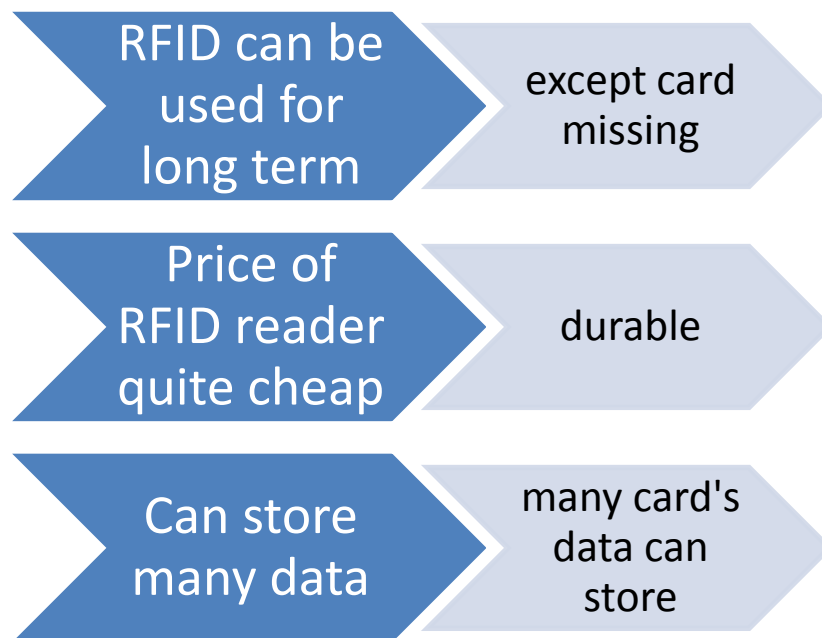 RFID can be
used for
long term
except card
missing
Price of
RFID reader
quite cheap
durable
Can store
many data
many card's
data can
store